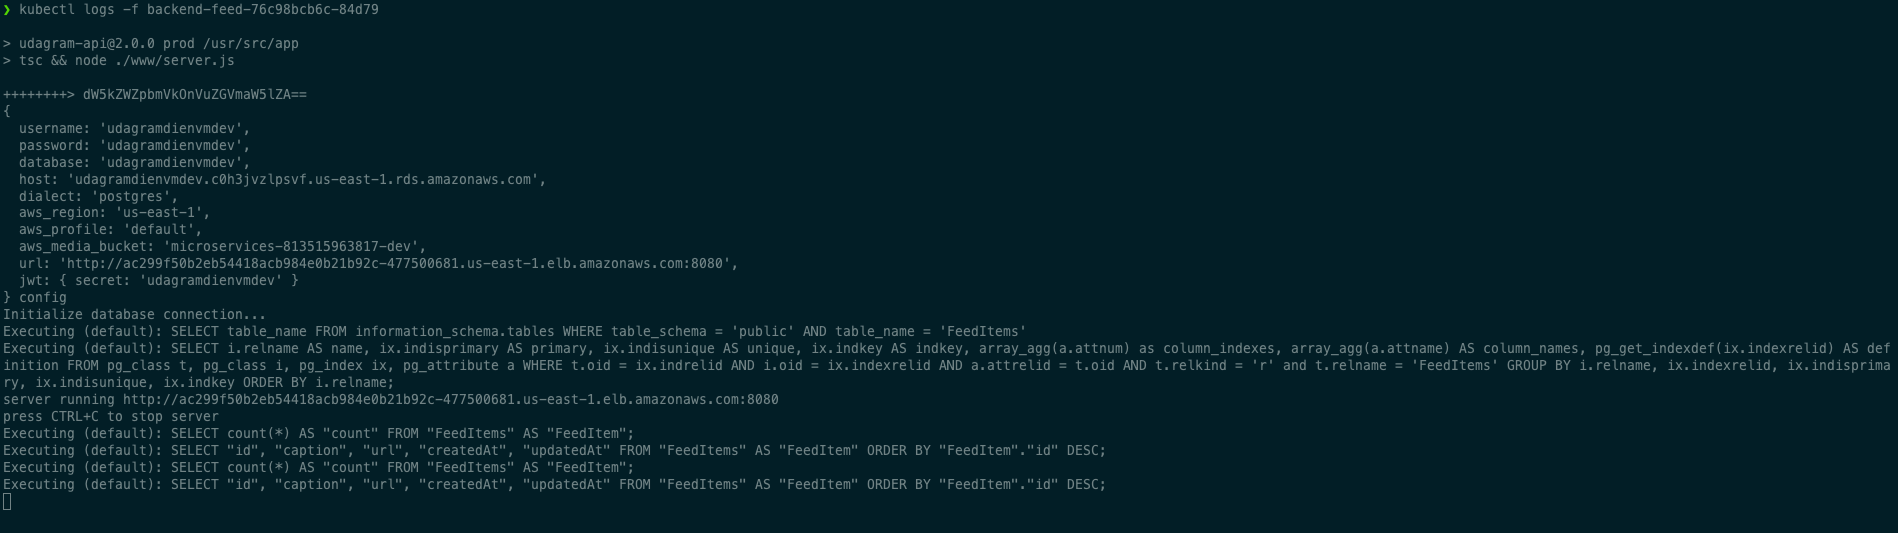 ❯ kubectl logs -f backend-feed-76c98bcb6c-84d79
> udagram-api@2.0.0 prod /usr/src/app
> tsc && node ./www/server.js
++++++++> dW5kZWZpbmVkOnVuZGVmaW5lZA==
{
  username: 'udagramdienvmdev',
  password: 'udagramdienvmdev',
  database: 'udagramdienvmdev',
  host: 'udagramdienvmdev.c0h3jvzlpsvf.us-east-1.rds.amazonaws.com',
  dialect: 'postgres',
  aws_region: 'us-east-1',
  aws_profile: 'default',
  aws_media_bucket: 'microservices-813515963817-dev',
  url: 'http://ac299f50b2eb54418acb984e0b21b92c-477500681.us-east-1.elb.amazonaws.com:8080',
  jwt: { secret: 'udagramdienvmdev' }
} config
Initialize database connection...
Executing (default): SELECT table_name FROM information_schema.tables WHERE table_schema = 'public' AND table_name = 'FeedItems'
Executing (default): SELECT i.relname AS name, ix.indisprimary AS primary, ix.indisunique AS unique, ix.indkey AS indkey, array_agg(a.attnum) as column_indexes, array_agg(a.attname) AS column_names, pg_get_indexdef(ix.indexrelid) AS def
inition FROM pg_class t, pg_class i, pg_index ix, pg_attribute a WHERE t.oid = ix.indrelid AND i.oid = ix.indexrelid AND a.attrelid = t.oid AND t.relkind = 'r' and t.relname = 'FeedItems' GROUP BY i.relname, ix.indexrelid, ix.indisprima
ry, ix.indisunique, ix.indkey ORDER BY i.relname;
server running http://ac299f50b2eb54418acb984e0b21b92c-477500681.us-east-1.elb.amazonaws.com:8080
press CTRL+C to stop server
Executing (default): SELECT count(*) AS "count" FROM "FeedItems" AS "FeedItem";
Executing (default): SELECT "id", "caption", "url", "createdAt", "updatedAt" FROM "FeedItems" AS "FeedItem" ORDER BY "FeedItem"."id" DESC;
Executing (default): SELECT count(*) AS "count" FROM "FeedItems" AS "FeedItem";
Executing (default): SELECT "id", "caption", "url", "createdAt", "updatedAt" FROM "FeedItems" AS "FeedItem" ORDER BY "FeedItem"."id" DESC;